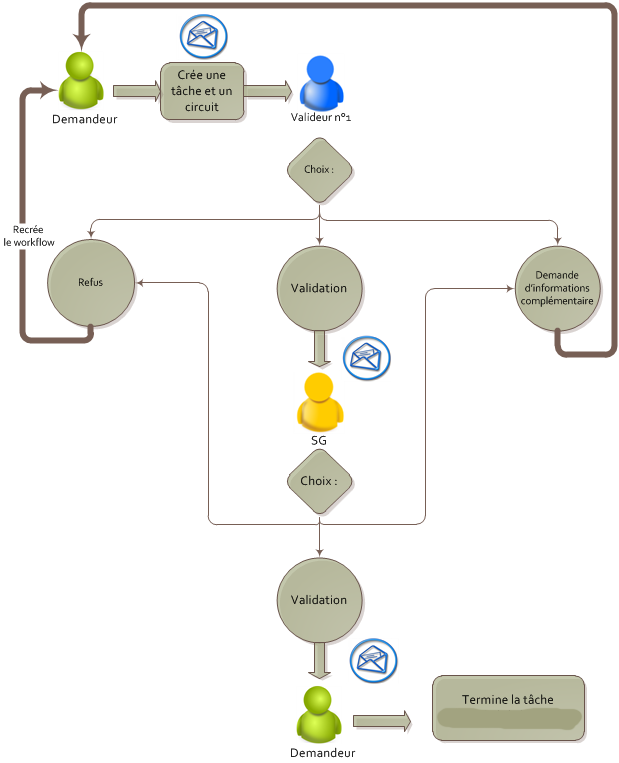 Crée une
tâche et un
circuit
Demandeur
Valideur n°1
Choix :
Recrée
le workflow
Refus
Validation
Demande
d'informations
complémentaire
SG
Choix :
Validation
Termine la tâche
Demandeur